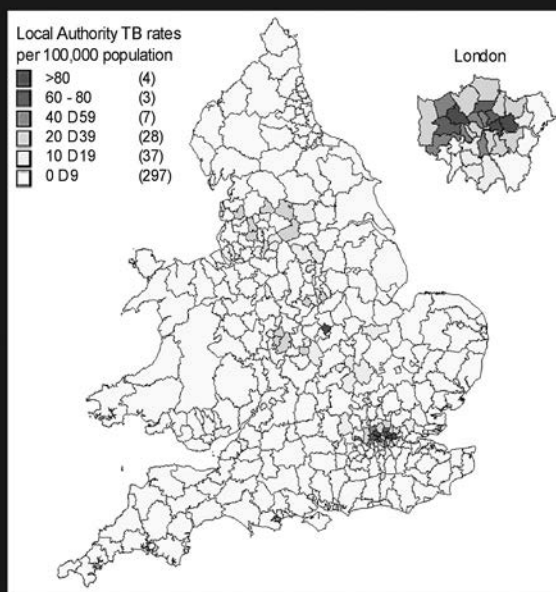 Local Authority TB rates
per 100,000 population
>80 (4)
60 - 80 (3)
40 D59 (7)
20 D39 (28)
10 D19 (37)
0 D9 (297)
London